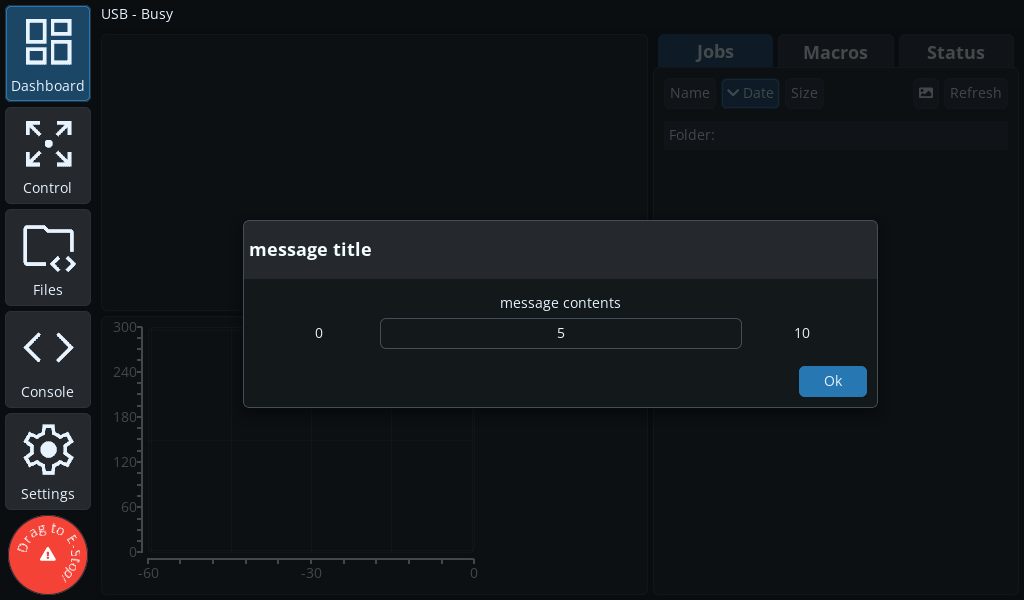 USB - Busy
Dashboard
Control
Files
Console
Settings
Drag to E-Stop!
Jobs
Macros
Status
Name
Date
Size
Refresh
Folder:
message title
message contents
0
5
10
Ok
300
240
180
120
60
0
-60
-30
0